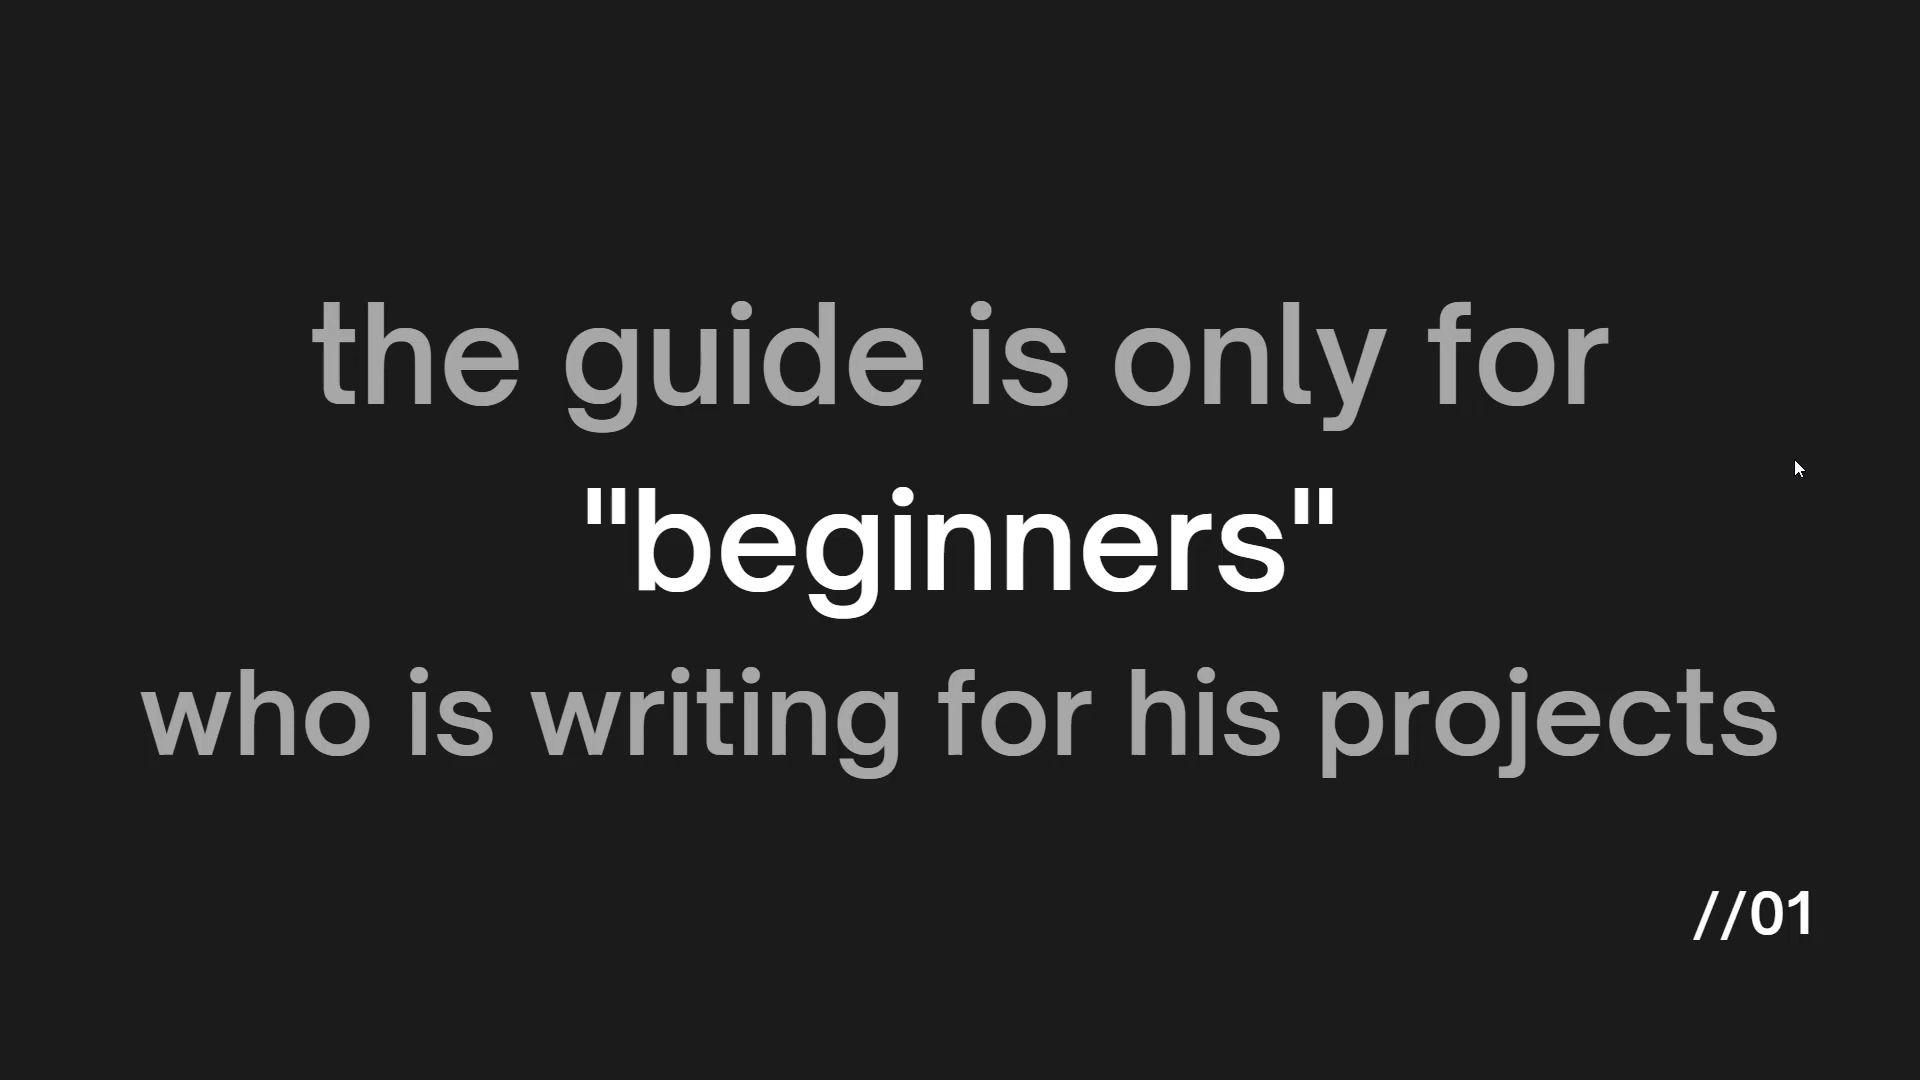 the guide is only for
"beginners"
who is writing for his projects
//01